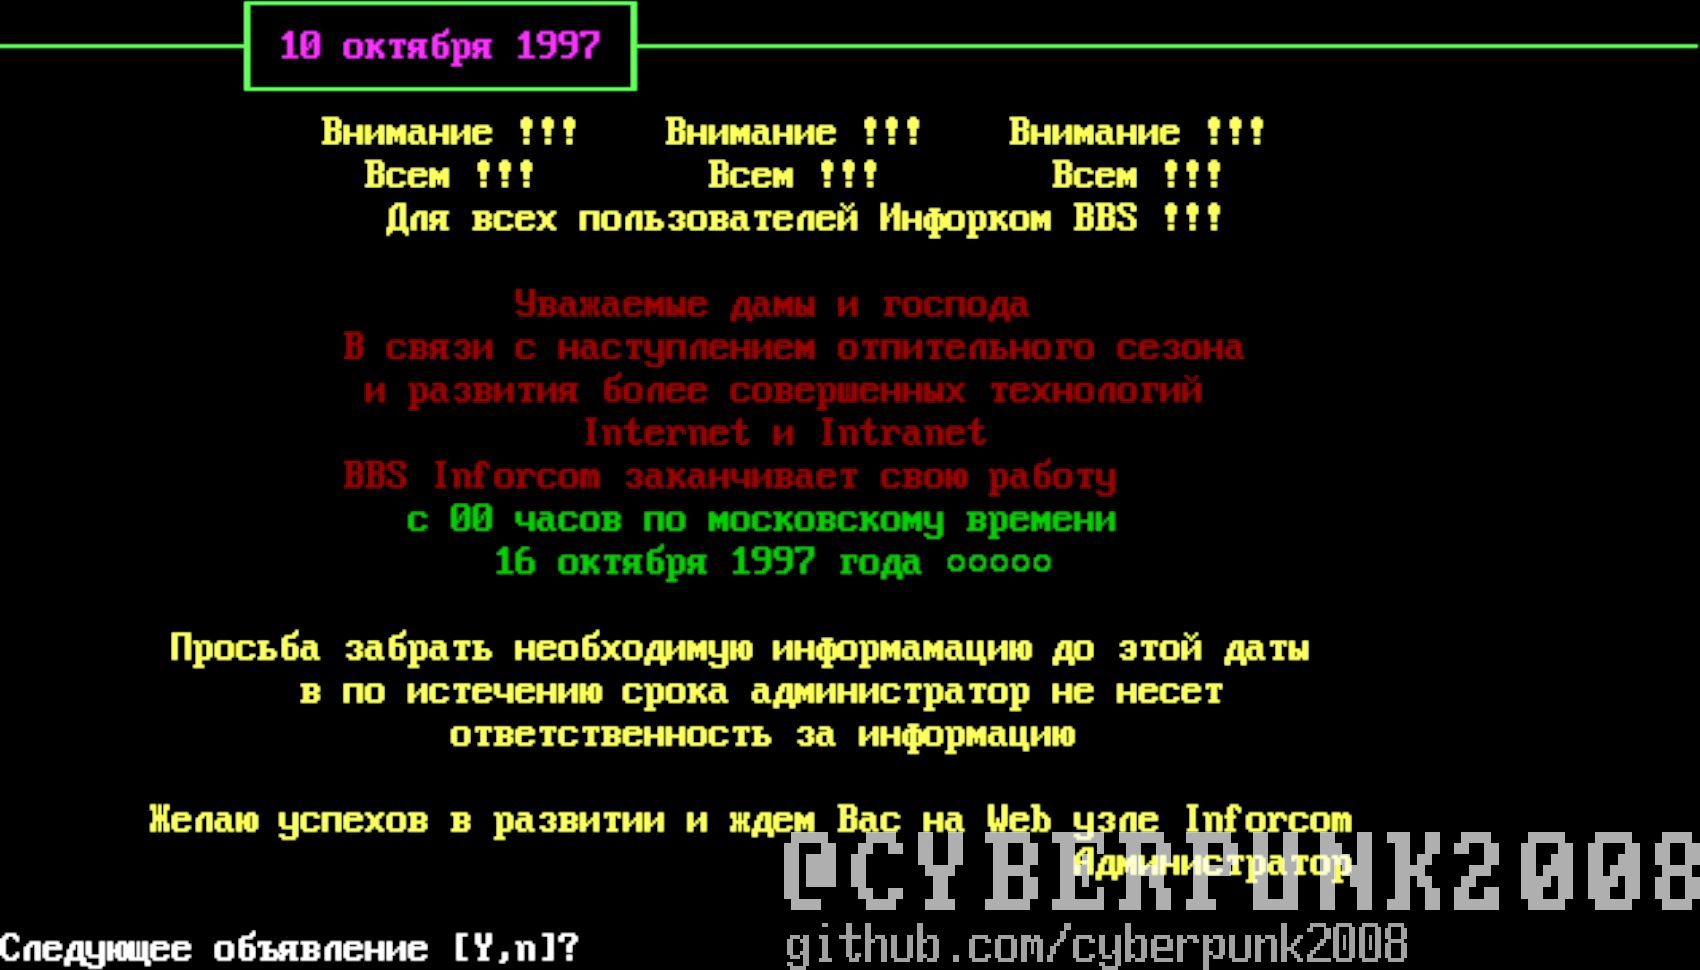 10 октября 1997
Внимание !!! Внимание !!! Внимание !!!
Всем !!! Всем !!! Всем !!!
Для всех пользователей Инфорком BBS !!!
Уважаемые дамы и господа
В связи с наступлением отпительного сезона
и развития более совершенных технологий
Internet и Intranet
BBS Inforcom заканчивает свою работу
с 00 часов по московскому времени
16 октября 1997 года ○○○○○
Просьба забрать необходимую информамацию до этой даты
в по истечению срока администратор не несет
ответственность за информацию
Желаю успехов в развитии и ждем Вас на Web узле Inforcom
Администратор
@CYBERPUNK2008
Следующее объявление [Y,n]?
github.com/cyberpunk2008